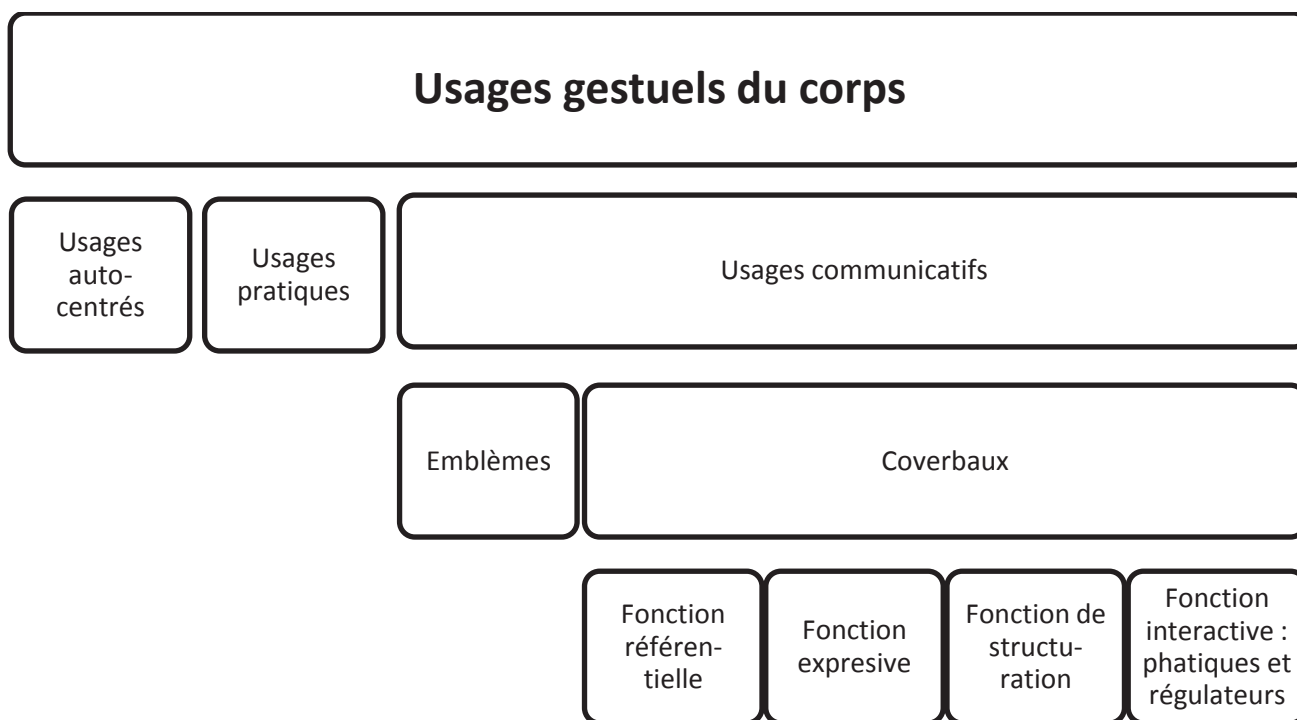 Usages gestuels du corps
Usages
auto-
centrés
Usages
pratiques
Usages communicatifs
Emblèmes
Coverbaux
Fonction
référen-
tielle
Fonction
expresive
Fonction de
structu-
ration
Fonction
interactive :
phatiques et
régulateurs